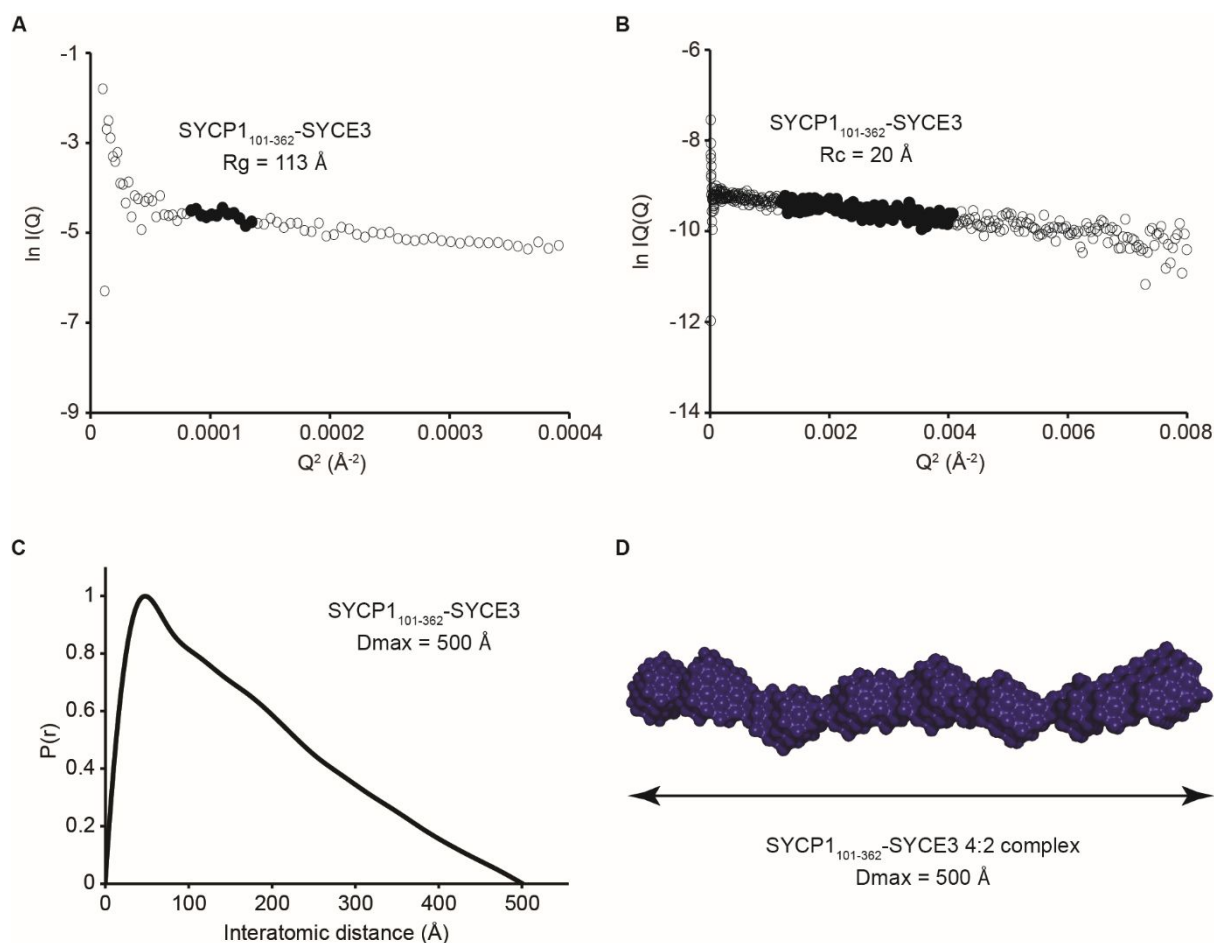 A
-1
-3
-5
-7
-9
ln I(Q)
SYCP1₁₀₁₋₃₆₂-SYCE3
Rg = 113 Å
0 0.0001 0.0002 0.0003 0.0004
Q² (Å⁻²)
B
-6
-8
-10
-12
-14
ln IQ(Q)
SYCP1₁₀₁₋₃₆₂-SYCE3
Rc = 20 Å
0 0.002 0.004 0.006 0.008
Q² (Å⁻²)
C
1
0.8
0.6
0.4
0.2
0
P(r)
SYCP1₁₀₁₋₃₆₂-SYCE3
Dmax = 500 Å
0 100 200 300 400 500
Interatomic distance (Å)
D
SYCP1₁₀₁₋₃₆₂-SYCE3 4:2 complex
Dmax = 500 Å